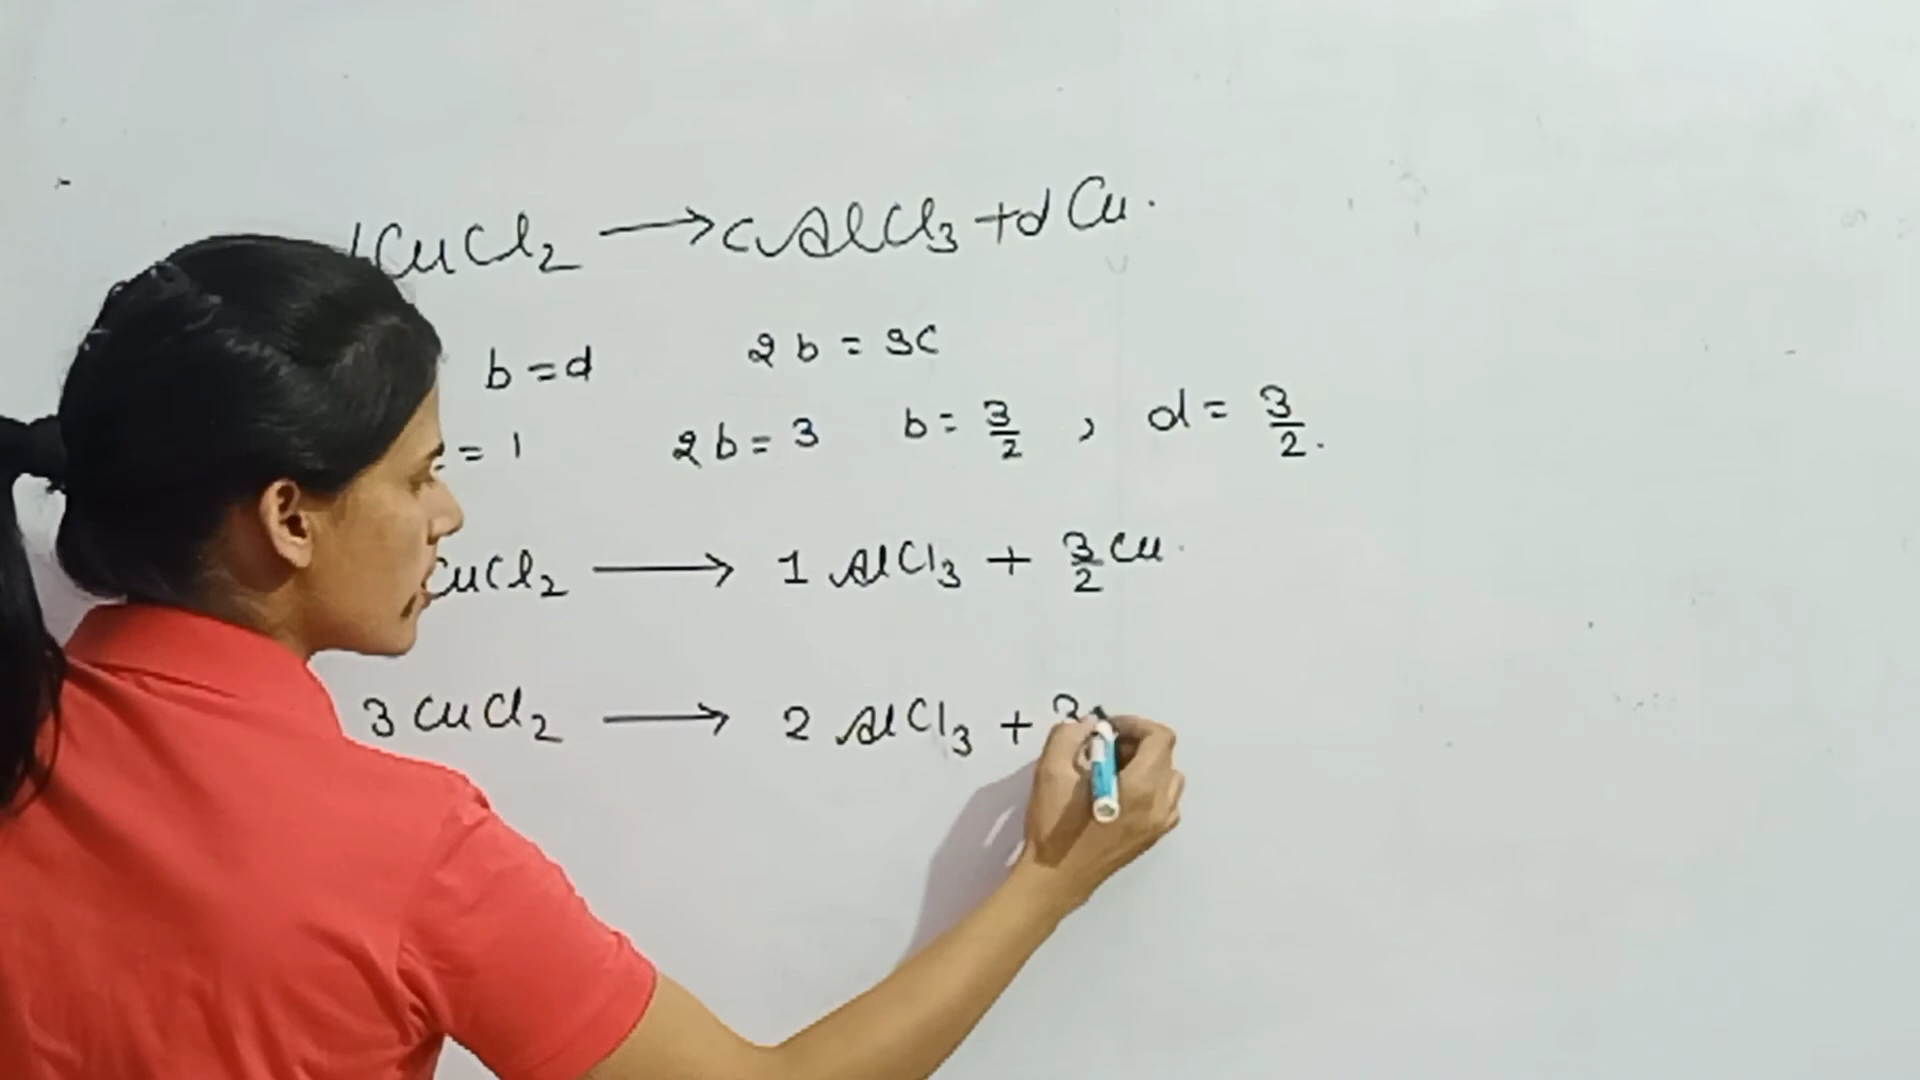 CuCl₂ → cAlCl₃ + d Cu.
b = d 2b = 3c
= 1 2b = 3 b = 3/2 , d = 3/2.
CuCl₂ → 1 AlCl₃ + 3/2 Cu.
3 CuCl₂ → 2 AlCl₃ + 3